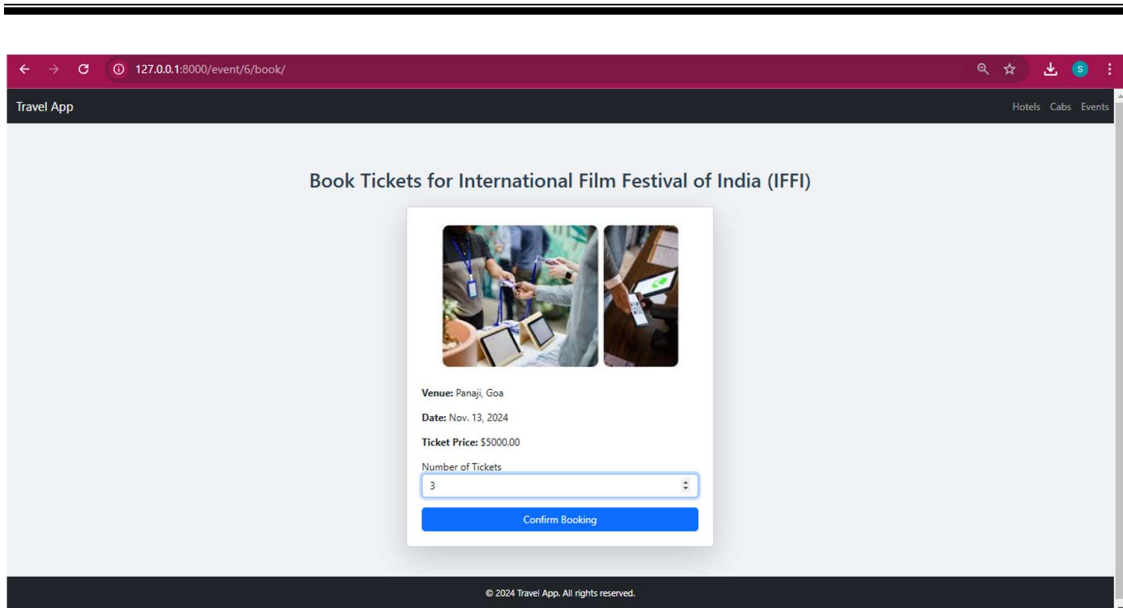 127.0.0.1:8000/event/6/book/
S
Travel App
Hotels Cabs Events
Book Tickets for International Film Festival of India (IFFI)
Venue: Panaji, Goa
Date: Nov. 13, 2024
Ticket Price: $5000.00
Number of Tickets
3
Confirm Booking
© 2024 Travel App. All rights reserved.